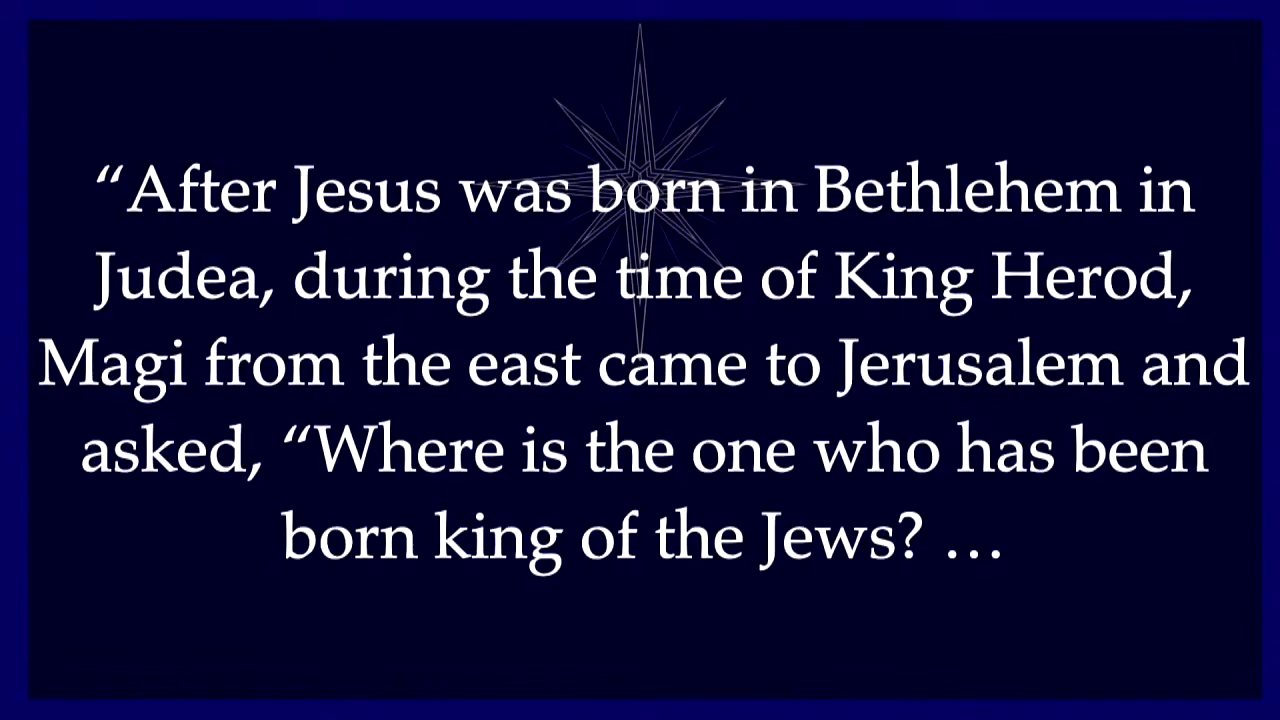 “After Jesus was born in Bethlehem in
Judea, during the time of King Herod,
Magi from the east came to Jerusalem and
asked, “Where is the one who has been
born king of the Jews? …